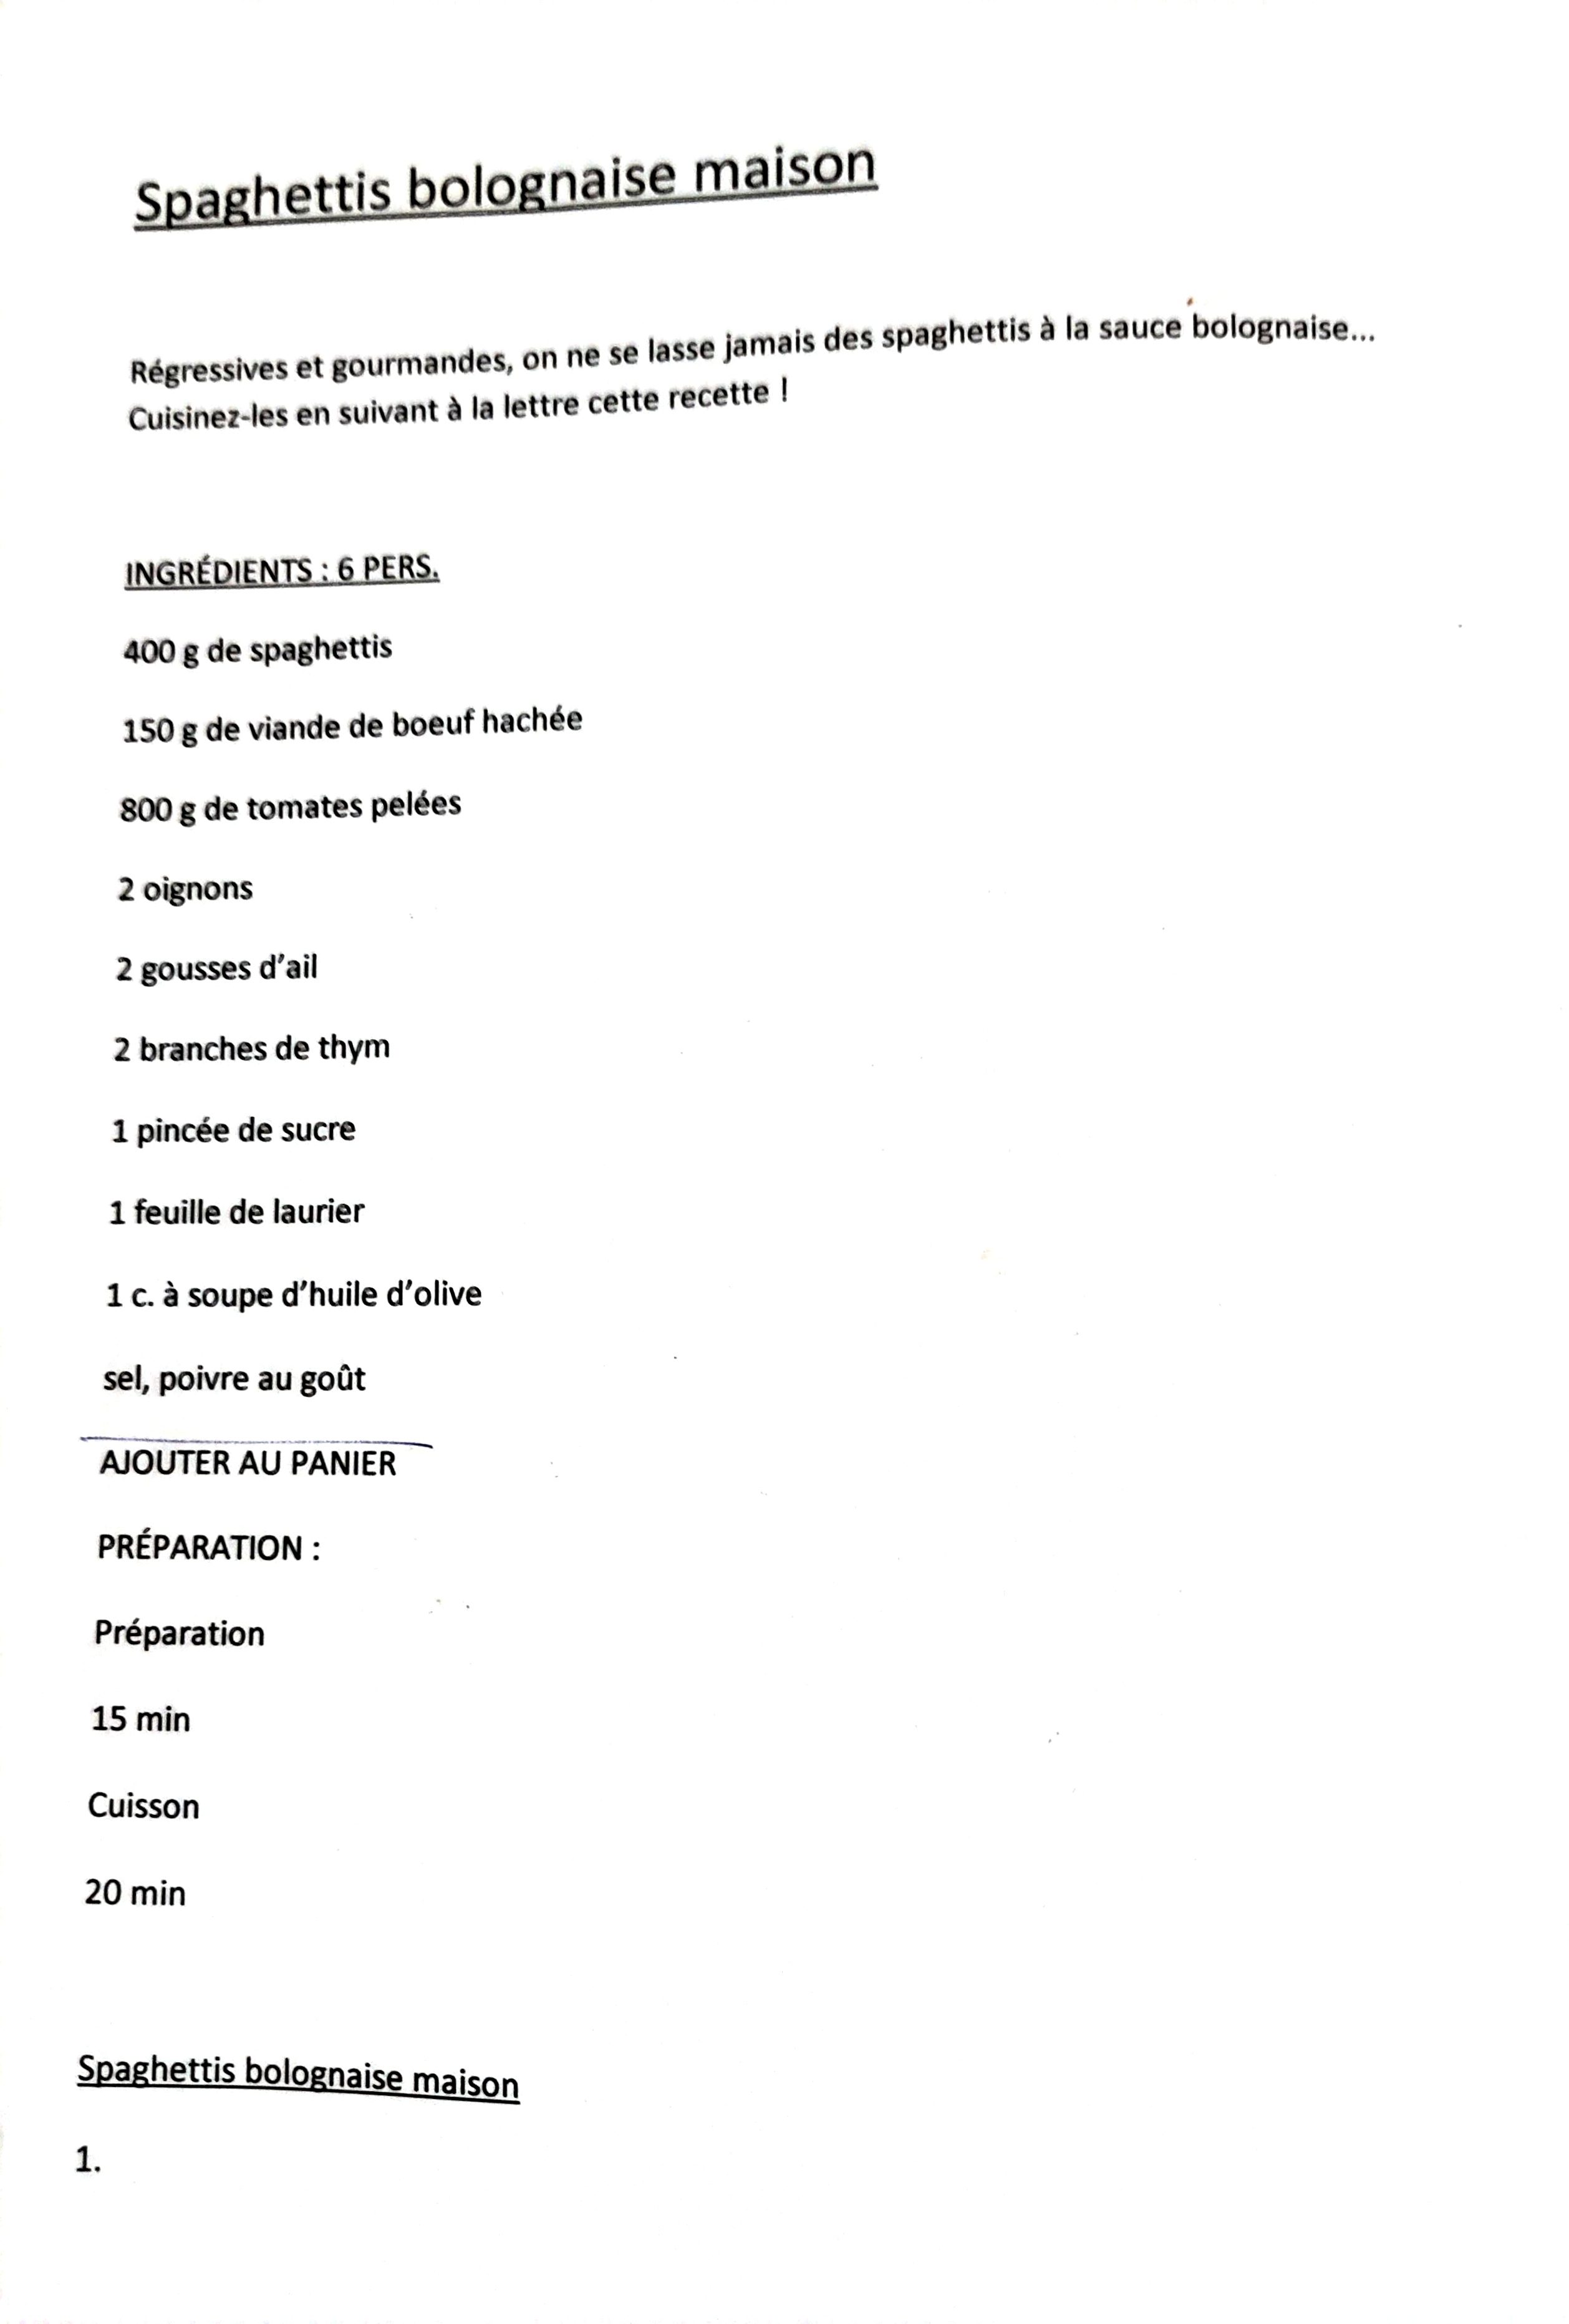 Spaghettis bolognaise maison
Régressives et gourmandes, on ne se lasse jamais des spaghettis à la sauce bolognaise...
Cuisinez-les en suivant à la lettre cette recette !
INGRÉDIENTS : 6 PERS.
400 g de spaghettis
150 g de viande de boeuf hachée
800 g de tomates pelées
2 oignons
2 gousses d’ail
2 branches de thym
1 pincée de sucre
1 feuille de laurier
1 c. à soupe d’huile d’olive
sel, poivre au goût
AJOUTER AU PANIER
PRÉPARATION :
Préparation
15 min
Cuisson
20 min
Spaghettis bolognaise maison
1.